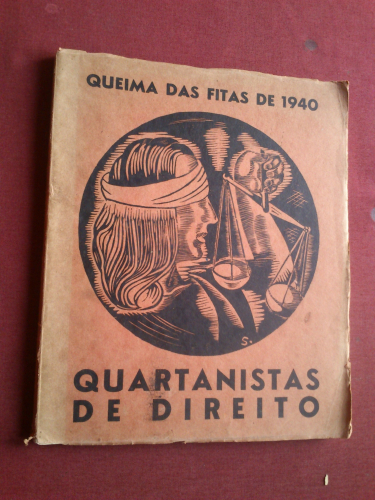 QUEIMA DAS FITAS DE 1940
S.
QUARTANISTAS
DE DIREITO